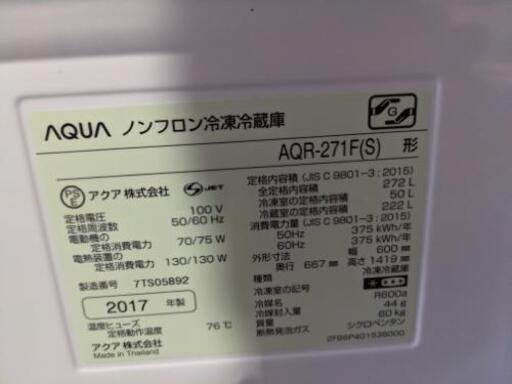 AQUA ノンフロン冷凍冷蔵庫
AQR-271F(S) 形
PS E アクア株式会社 S JET
定格電圧 100 V
定格周波数 50/60 Hz
電動機の
定格消費電力 70/75 W
電熱装置の
定格消費電力 130/130 W
製造番号 7TS05892
2017 年製
温度ヒューズ
定格動作温度 76℃
アクア株式会社
Made in Thailand
定格内容積 (JIS C 9801-3:2015)
全定格内容積 272 L
冷凍室の定格内容積 50 L
冷蔵室の定格内容積 222 L
消費電力量 (JIS C 9801-3:2015)
50Hz 375 kWh/年
60Hz 375 kWh/年
外形寸法 幅 600 mm
奥行 667 mm 高さ 1419 mm
種類 冷凍冷蔵庫
冷凍室の記号
冷媒名 R600a
冷媒封入量 44 g
質量 60 kg
断熱発泡ガス シクロペンタン
G